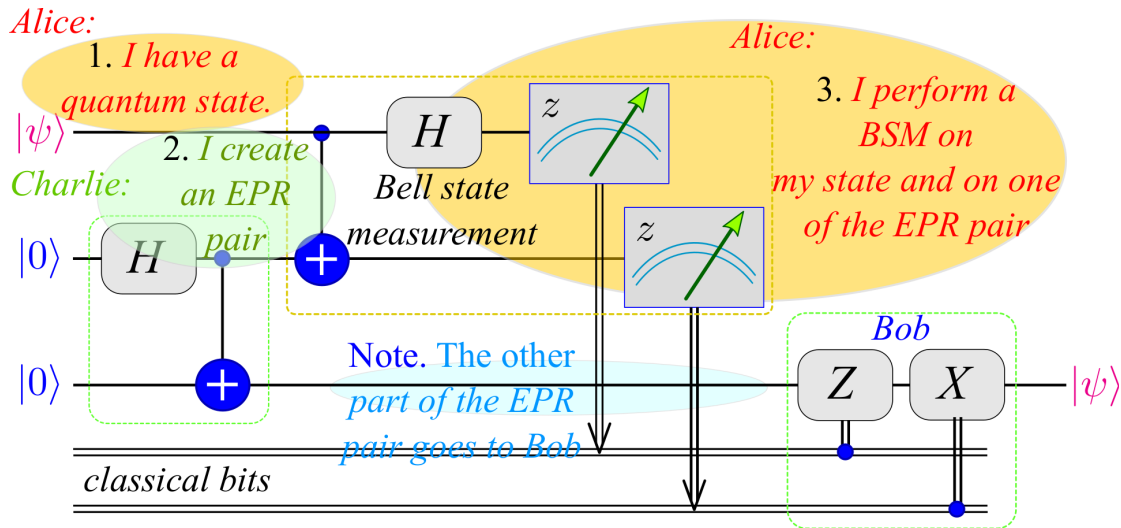 Alice:
1. I have a
quantum state.
|ψ⟩
2. I create
an EPR
pair
Charlie:
|0⟩
H
|0⟩
H
Bell state
measurement
z
z
Alice:
3. I perform a
BSM on
my state and on one
of the EPR pair
Note. The other
part of the EPR
pair goes to Bob
Bob
Z
X
|ψ⟩
classical bits